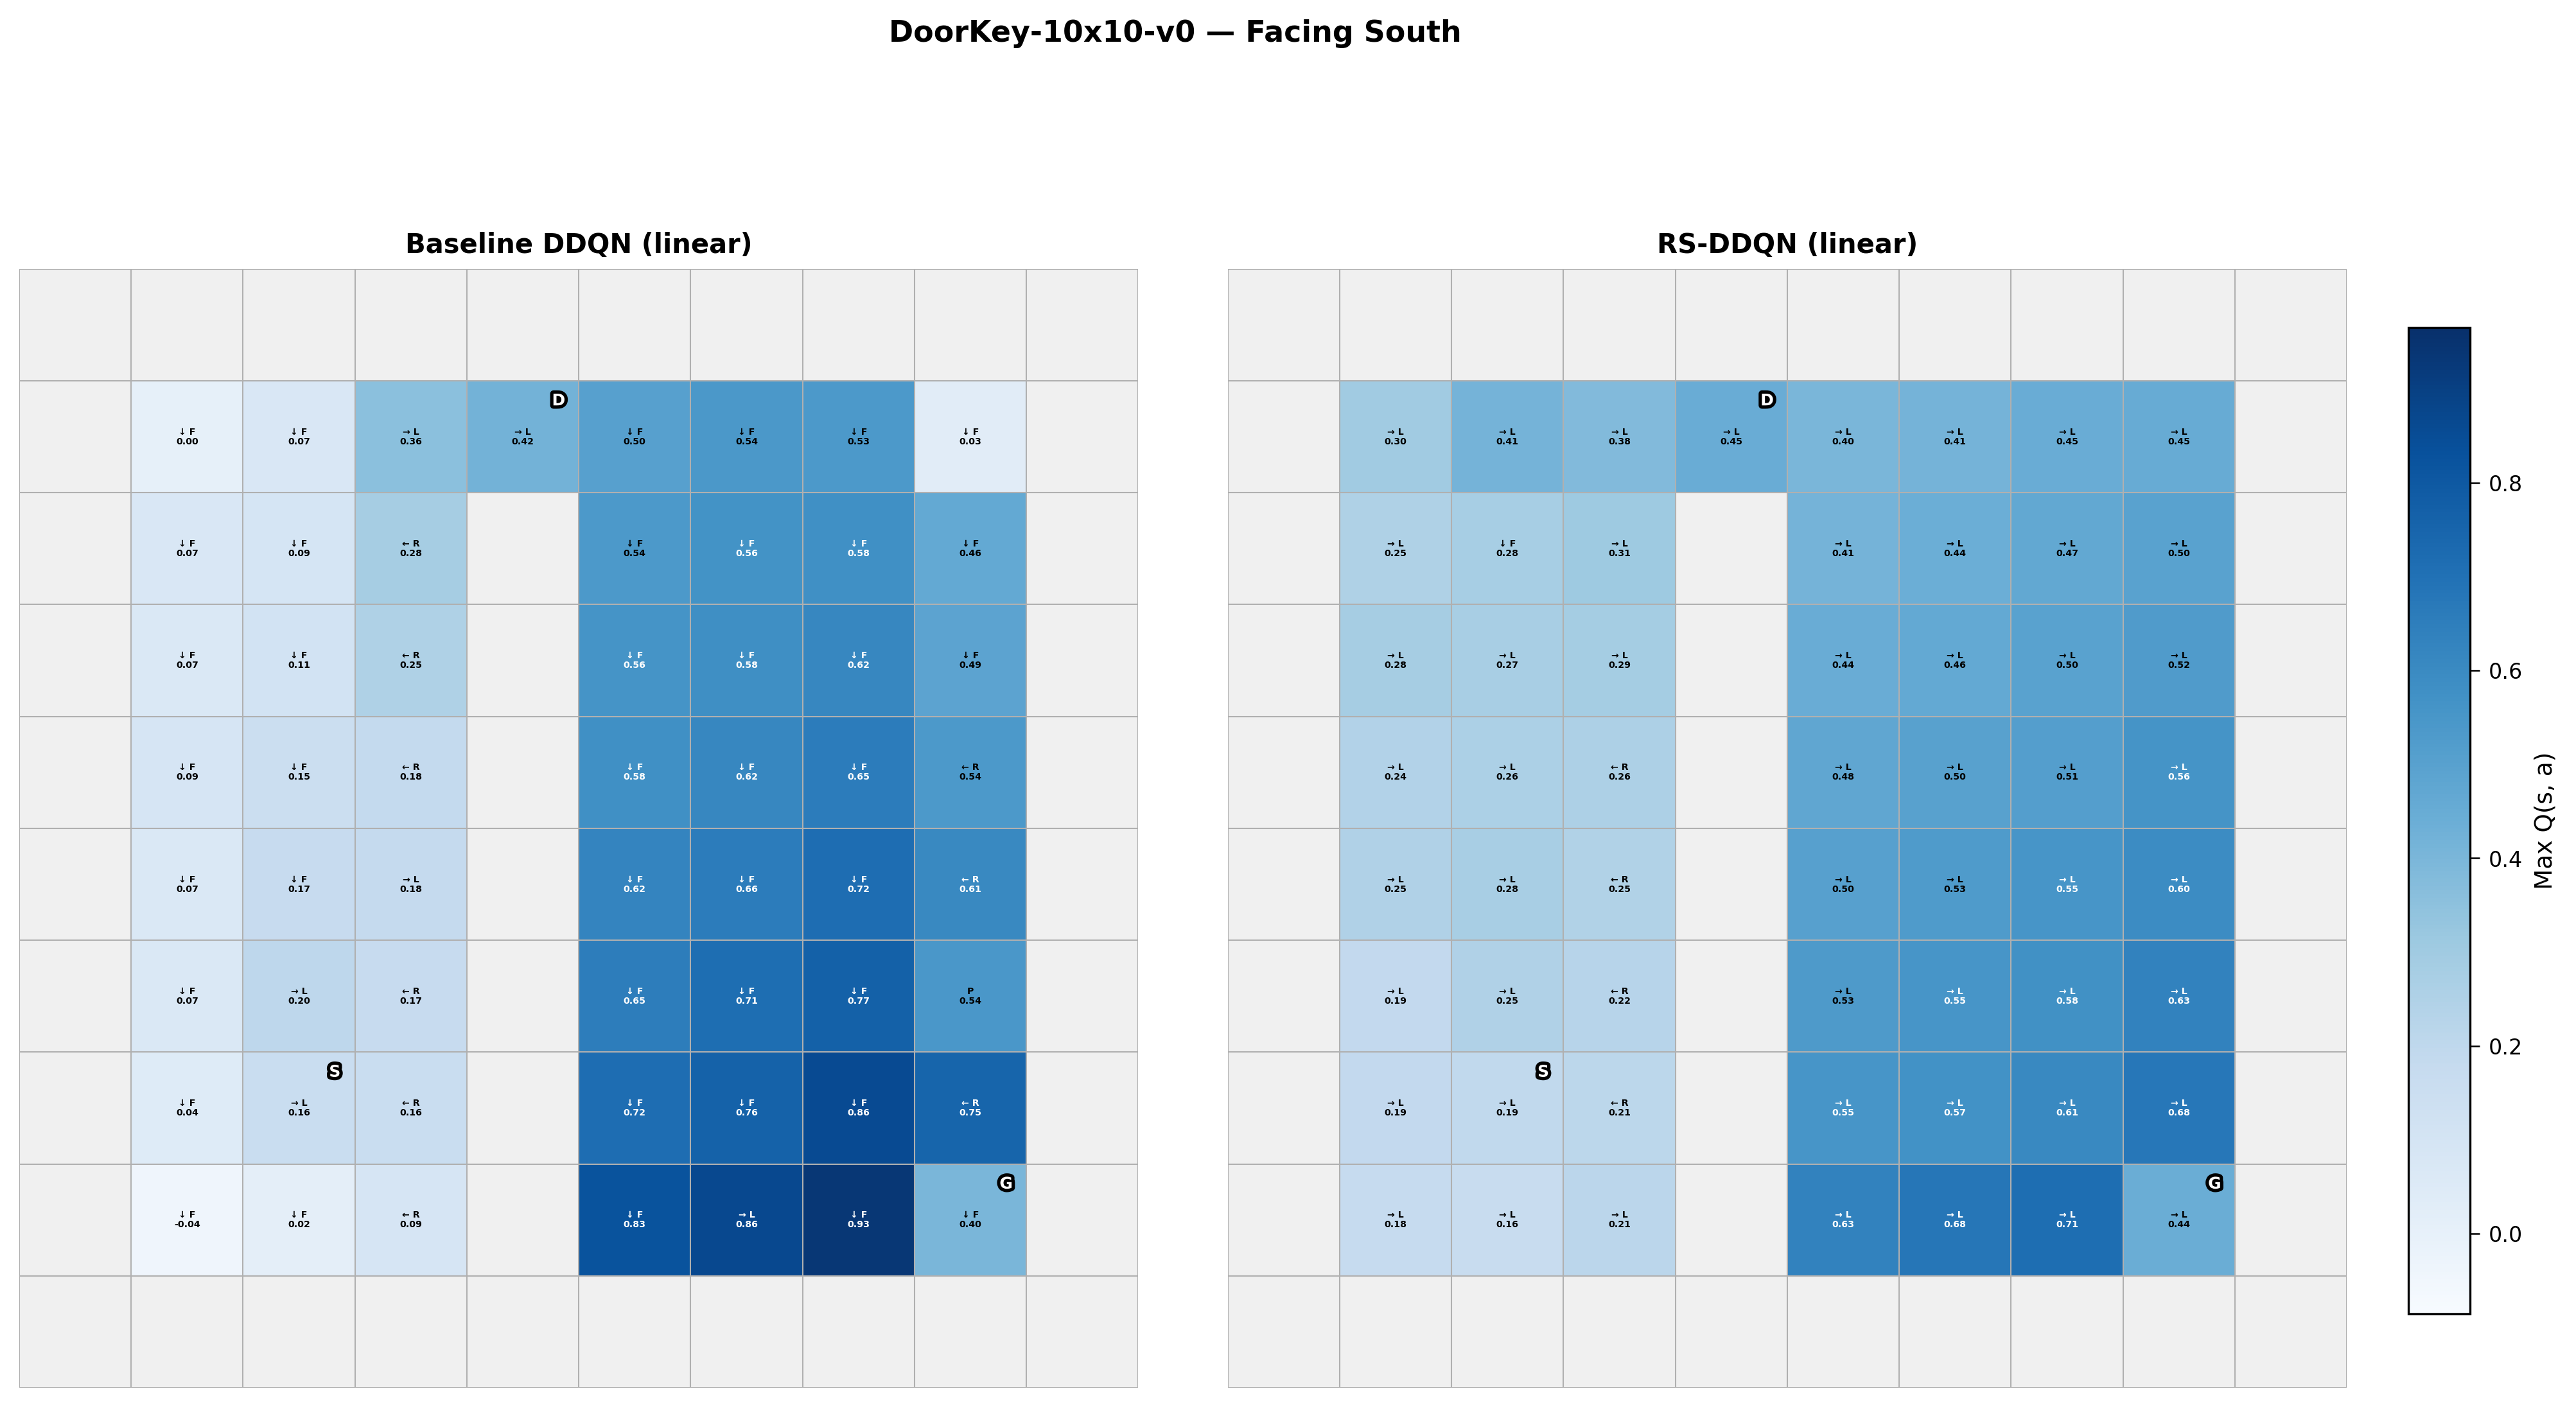 DoorKey-10x10-v0 — Facing South
Baseline DDQN (linear)
D
↓ F ↓ F → L → L ↓ F ↓ F ↓ F ↓ F
0.00 0.07 0.36 0.42 0.50 0.54 0.53 0.03
↓ F ↓ F ← R ↓ F ↓ F ↓ F ↓ F
0.07 0.09 0.28 0.54 0.56 0.58 0.46
↓ F ↓ F ← R ↓ F ↓ F ↓ F ↓ F
0.07 0.11 0.25 0.56 0.58 0.62 0.49
↓ F ↓ F ← R ↓ F ↓ F ↓ F ← R
0.09 0.15 0.18 0.58 0.62 0.65 0.54
↓ F ↓ F → L ↓ F ↓ F ↓ F ← R
0.07 0.17 0.18 0.62 0.66 0.72 0.61
↓ F → L ← R ↓ F ↓ F ↓ F P
0.07 0.20 0.17 0.65 0.71 0.77 0.54
S
↓ F → L ← R ↓ F ↓ F ↓ F ← R
0.04 0.16 0.16 0.72 0.76 0.86 0.75
G
↓ F ↓ F ← R ↓ F → L ↓ F ↓ F
-0.04 0.02 0.09 0.83 0.86 0.93 0.40
RS-DDQN (linear)
D
→ L → L → L → L → L → L → L → L
0.30 0.41 0.38 0.45 0.40 0.41 0.45 0.45
→ L ↓ F → L → L → L → L → L
0.25 0.28 0.31 0.41 0.44 0.47 0.50
→ L → L → L → L → L → L → L
0.28 0.27 0.29 0.44 0.46 0.50 0.52
→ L → L ← R → L → L → L → L
0.24 0.26 0.26 0.48 0.50 0.51 0.56
→ L → L ← R → L → L → L → L
0.25 0.28 0.25 0.50 0.53 0.55 0.60
→ L → L ← R → L → L → L → L
0.19 0.25 0.22 0.53 0.55 0.58 0.63
S
→ L → L ← R → L → L → L → L
0.19 0.19 0.21 0.55 0.57 0.61 0.68
G
→ L → L → L → L → L → L → L
0.18 0.16 0.21 0.63 0.68 0.71 0.44
0.8
0.6
0.4
0.2
0.0
Max Q(s, a)